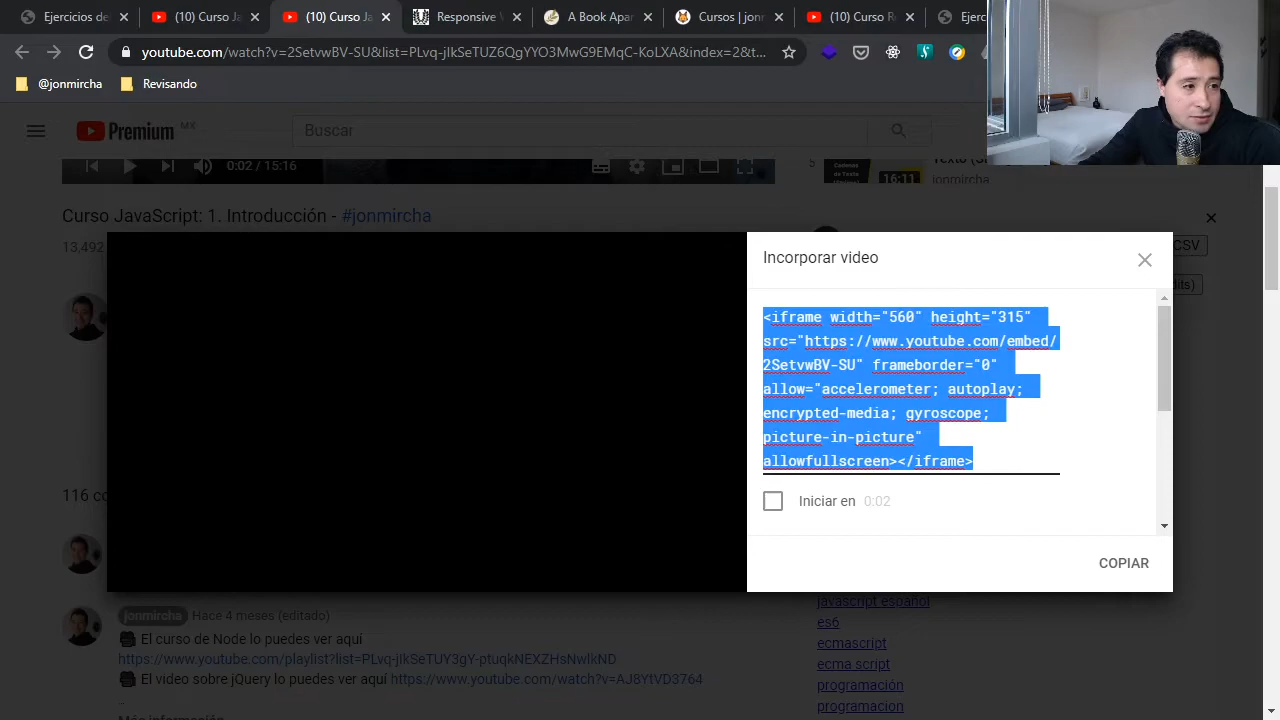 Ejercicios de
(10) Curso Ja
(10) Curso Ja
Responsive W
A Book Apar
Cursos | jonm
(10) Curso R
Ejerc
youtube.com/watch?v=2SetvwBV-SU&list=PLvq-jIkSeTUZ6QgYYO3MwG9EMqC-KoLXA&index=2&t...
@jonmircha
Revisando
Premium MX
Buscar
0:02 / 15:16
5
16:11
jonmircha
Curso JavaScript: 1. Introducción - #jonmircha
13,492
CSV
Incorporar video
<iframe width="560" height="315"
src="https://www.youtube.com/embed/
2SetvwBV-SU" frameborder="0"
allow="accelerometer; autoplay;
encrypted-media; gyroscope;
picture-in-picture"
allowfullscreen></iframe>
116 co
Iniciar en 0:02
COPIAR
jonmircha Hace 4 meses (editado)
El curso de Node lo puedes ver aquí
https://www.youtube.com/playlist?list=PLvq-jIkSeTUY3gY-ptuqkNEXZHsNwlkND
El video sobre jQuery lo puedes ver aquí https://www.youtube.com/watch?v=AJ8YtVD3764
javascript español
es6
ecmascript
ecma script
programación
programacion